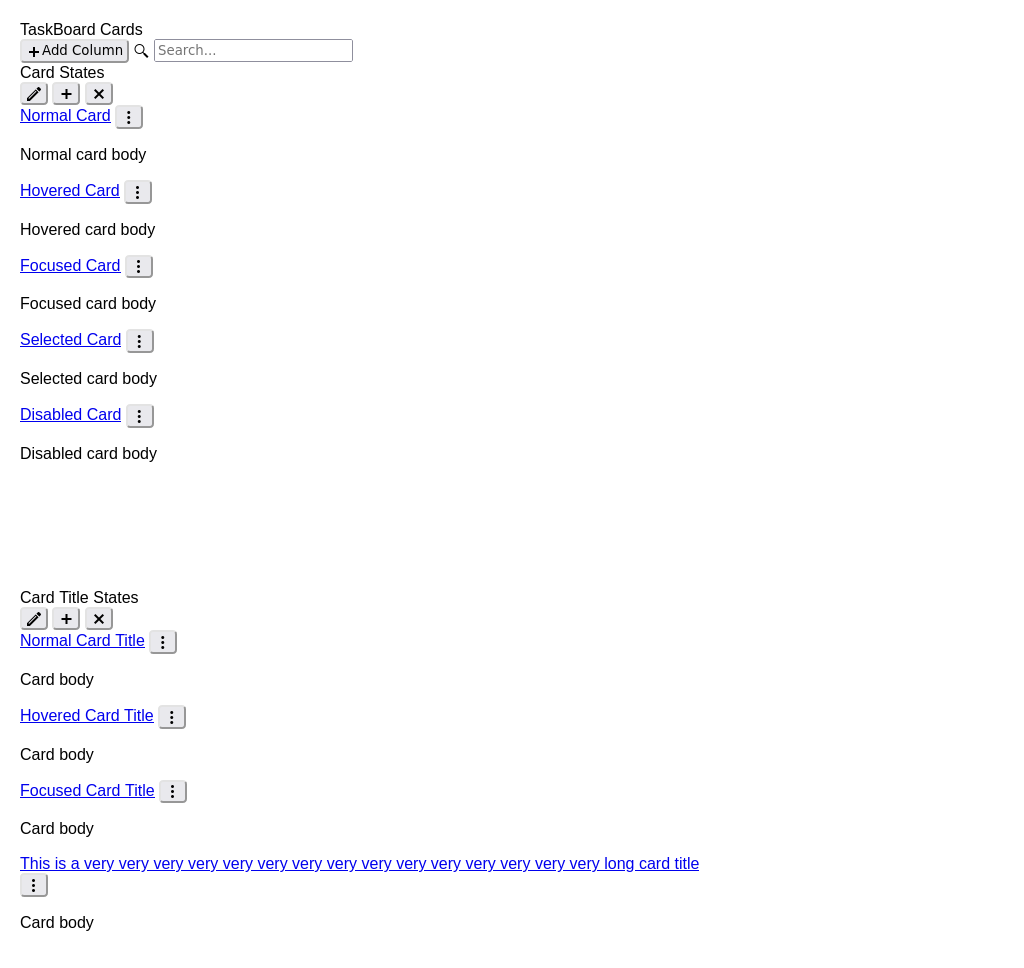 TaskBoard Cards
Add Column Search...
Card States
Normal Card
Normal card body
Hovered Card
Hovered card body
Focused Card
Focused card body
Selected Card
Selected card body
Disabled Card
Disabled card body
Card Title States
Normal Card Title
Card body
Hovered Card Title
Card body
Focused Card Title
Card body
This is a very very very very very very very very very very very very very very very long card title
Card body